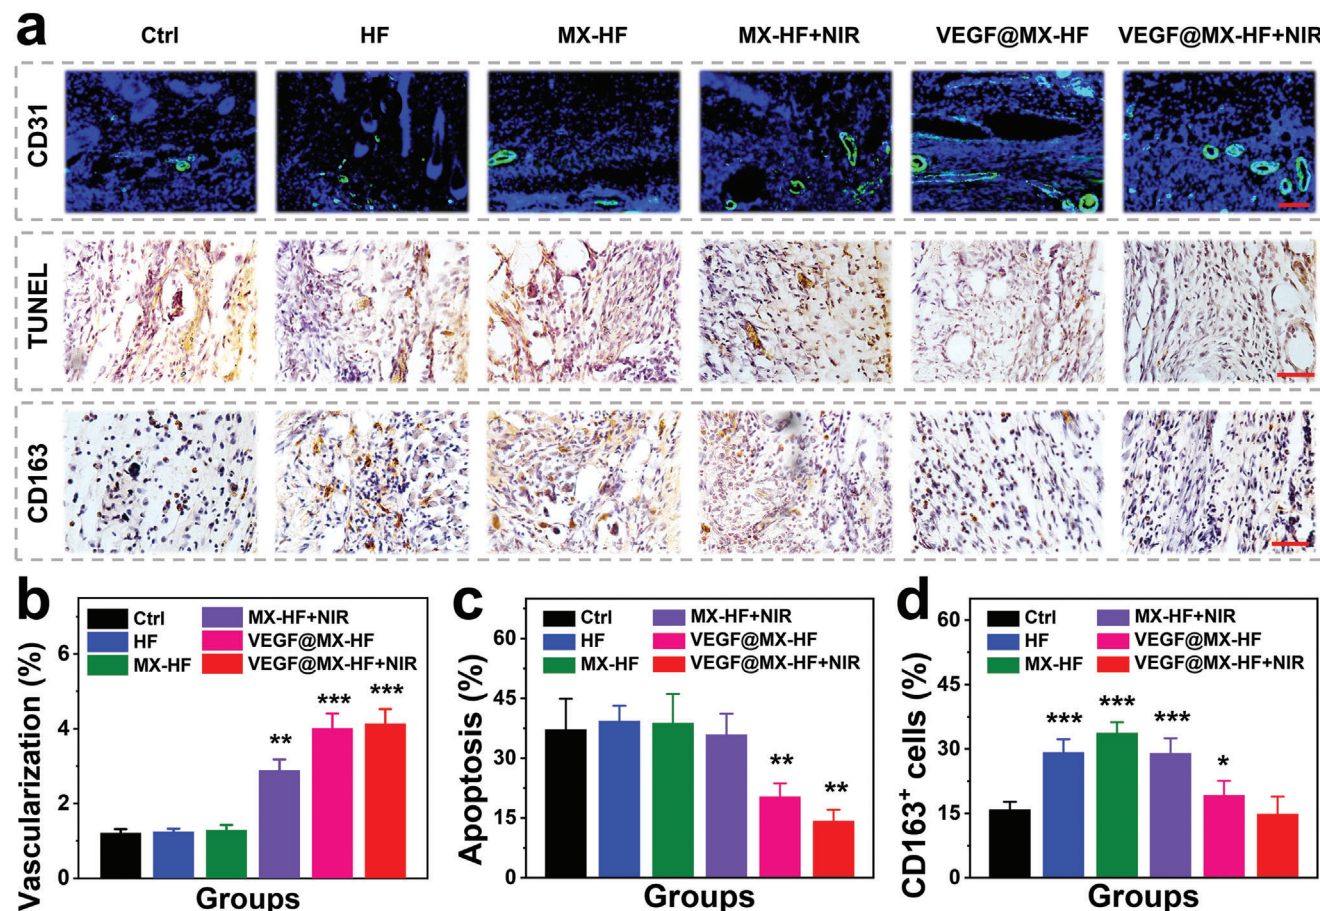 a
Ctrl HF MX-HF MX-HF+NIR VEGF@MX-HF VEGF@MX-HF+NIR
CD31
TUNEL
CD163
b
Ctrl MX-HF+NIR
HF VEGF@MX-HF
MX-HF VEGF@MX-HF+NIR
Vascularization (%)
6
4
2
0
** *** ***
Groups
c
Ctrl MX-HF+NIR
HF VEGF@MX-HF
MX-HF VEGF@MX-HF+NIR
Apoptosis (%)
60
45
30
15
0
** **
Groups
d
Ctrl MX-HF+NIR
HF VEGF@MX-HF
MX-HF VEGF@MX-HF+NIR
CD163⁺ cells (%)
60
45
30
15
0
*** *** *** *
Groups